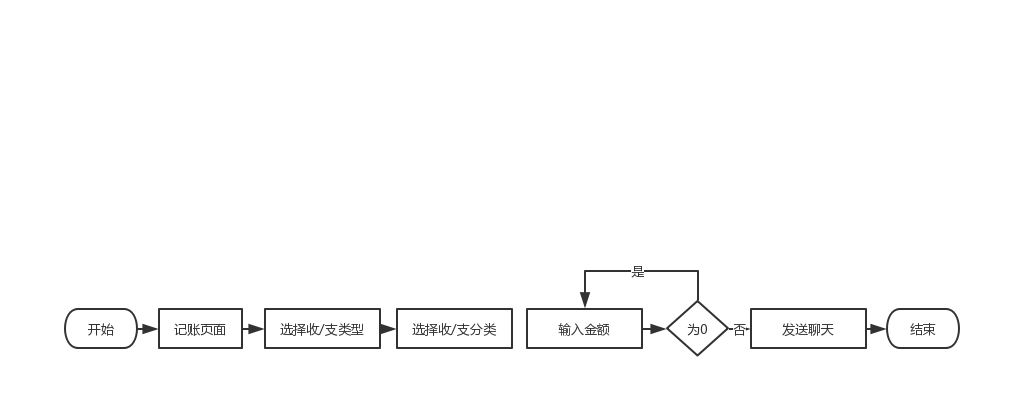 是
开始
记账页面
选择收/支类型
选择收/支分类
输入金额
为0
否
发送聊天
结束